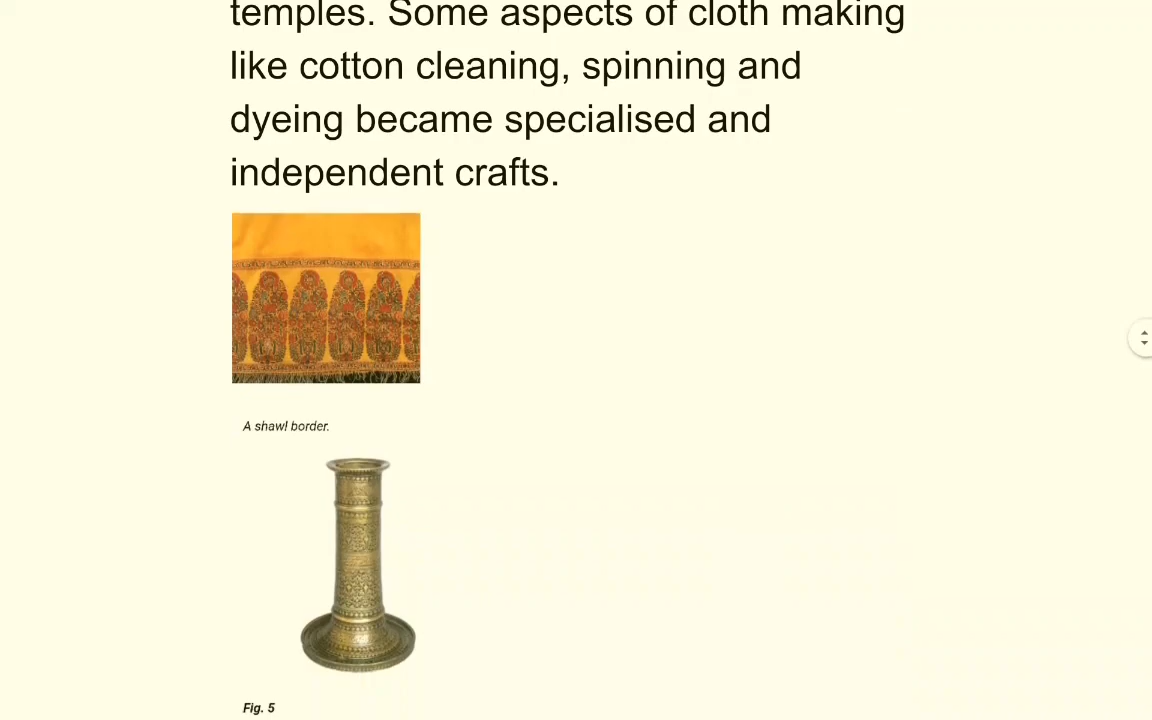 temples. Some aspects of cloth making
like cotton cleaning, spinning and
dyeing became specialised and
independent crafts.
A shawl border.
Fig. 5